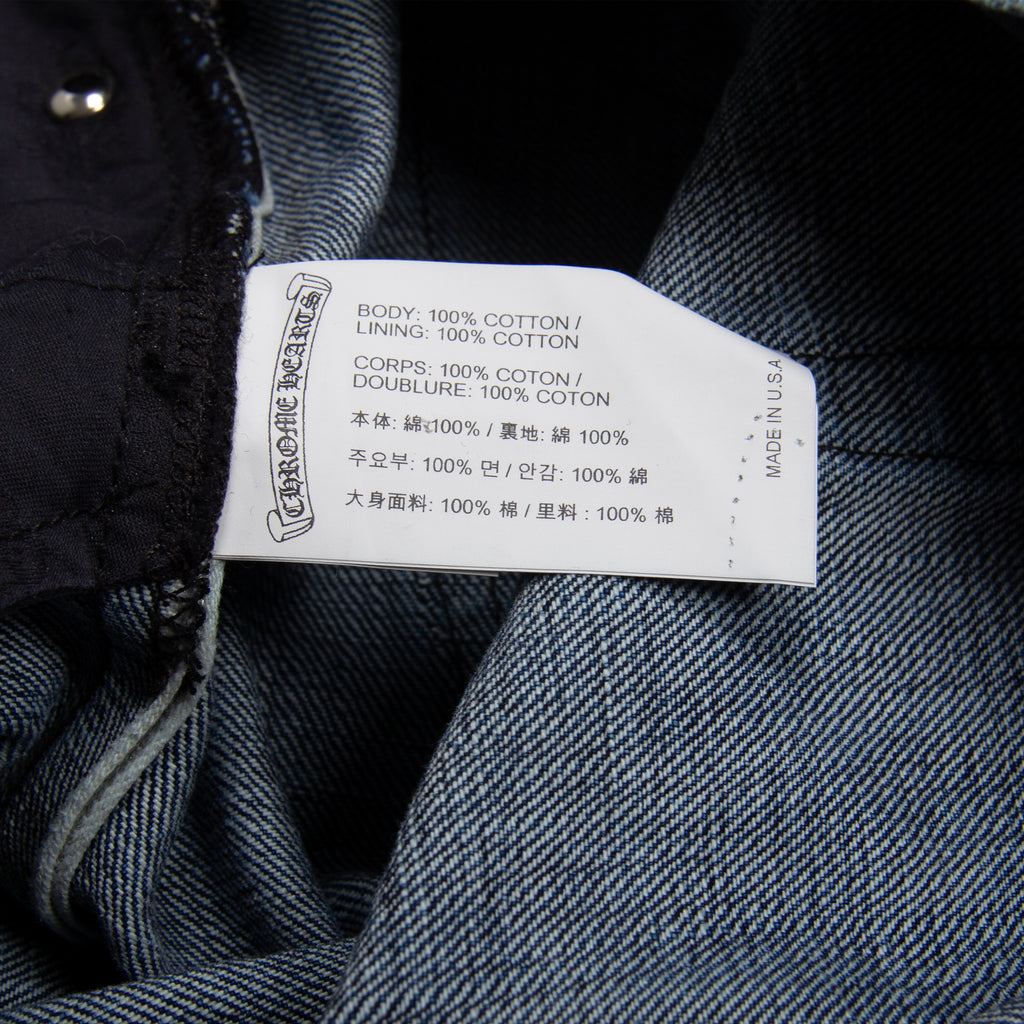 CHROME HEARTS
BODY: 100% COTTON /
LINING: 100% COTTON
CORPS: 100% COTON /
DOUBLURE: 100% COTON
本体: 綿 100% / 裏地: 綿 100%
주요부: 100% 면 / 안감: 100% 綿
大身面料: 100% 棉 / 里料 : 100% 棉
MADE IN U.S.A